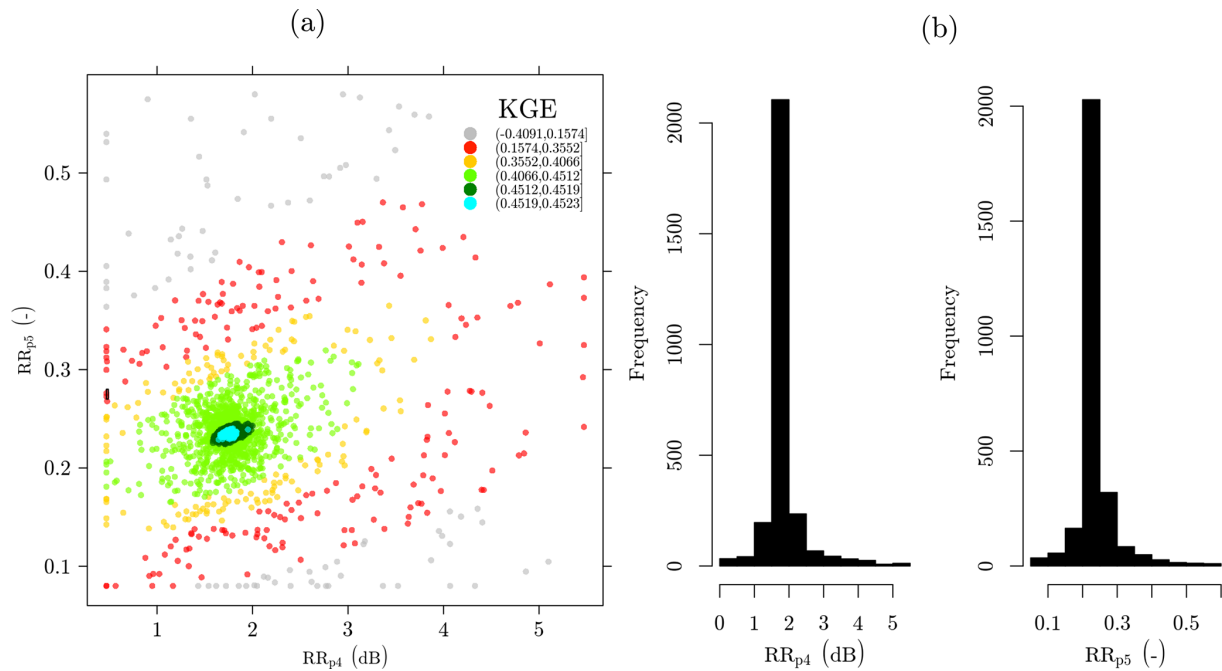 (a)
(b)
KGE
(-0.4091,0.1574]
(0.1574,0.3552]
(0.3552,0.4066]
(0.4066,0.4512]
(0.4512,0.4519]
(0.4519,0.4523]
0.5
0.4
0.3
0.2
0.1
RRp5 (-)
1 2 3 4 5
RRp4 (dB)
2000
1500
1000
500
0
Frequency
0 1 2 3 4 5
RRp4 (dB)
2000
1500
1000
500
0
Frequency
0.1 0.3 0.5
RRp5 (-)